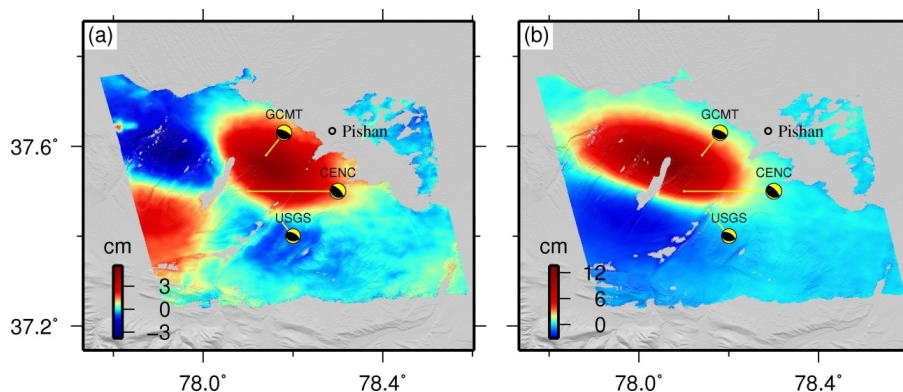 (a)
GCMT
Pishan
37.6°
CENC
USGS
cm
3
0
−3
37.2°
78.0° 78.4°
(b)
GCMT
Pishan
CENC
USGS
cm
12
6
0
78.0° 78.4°